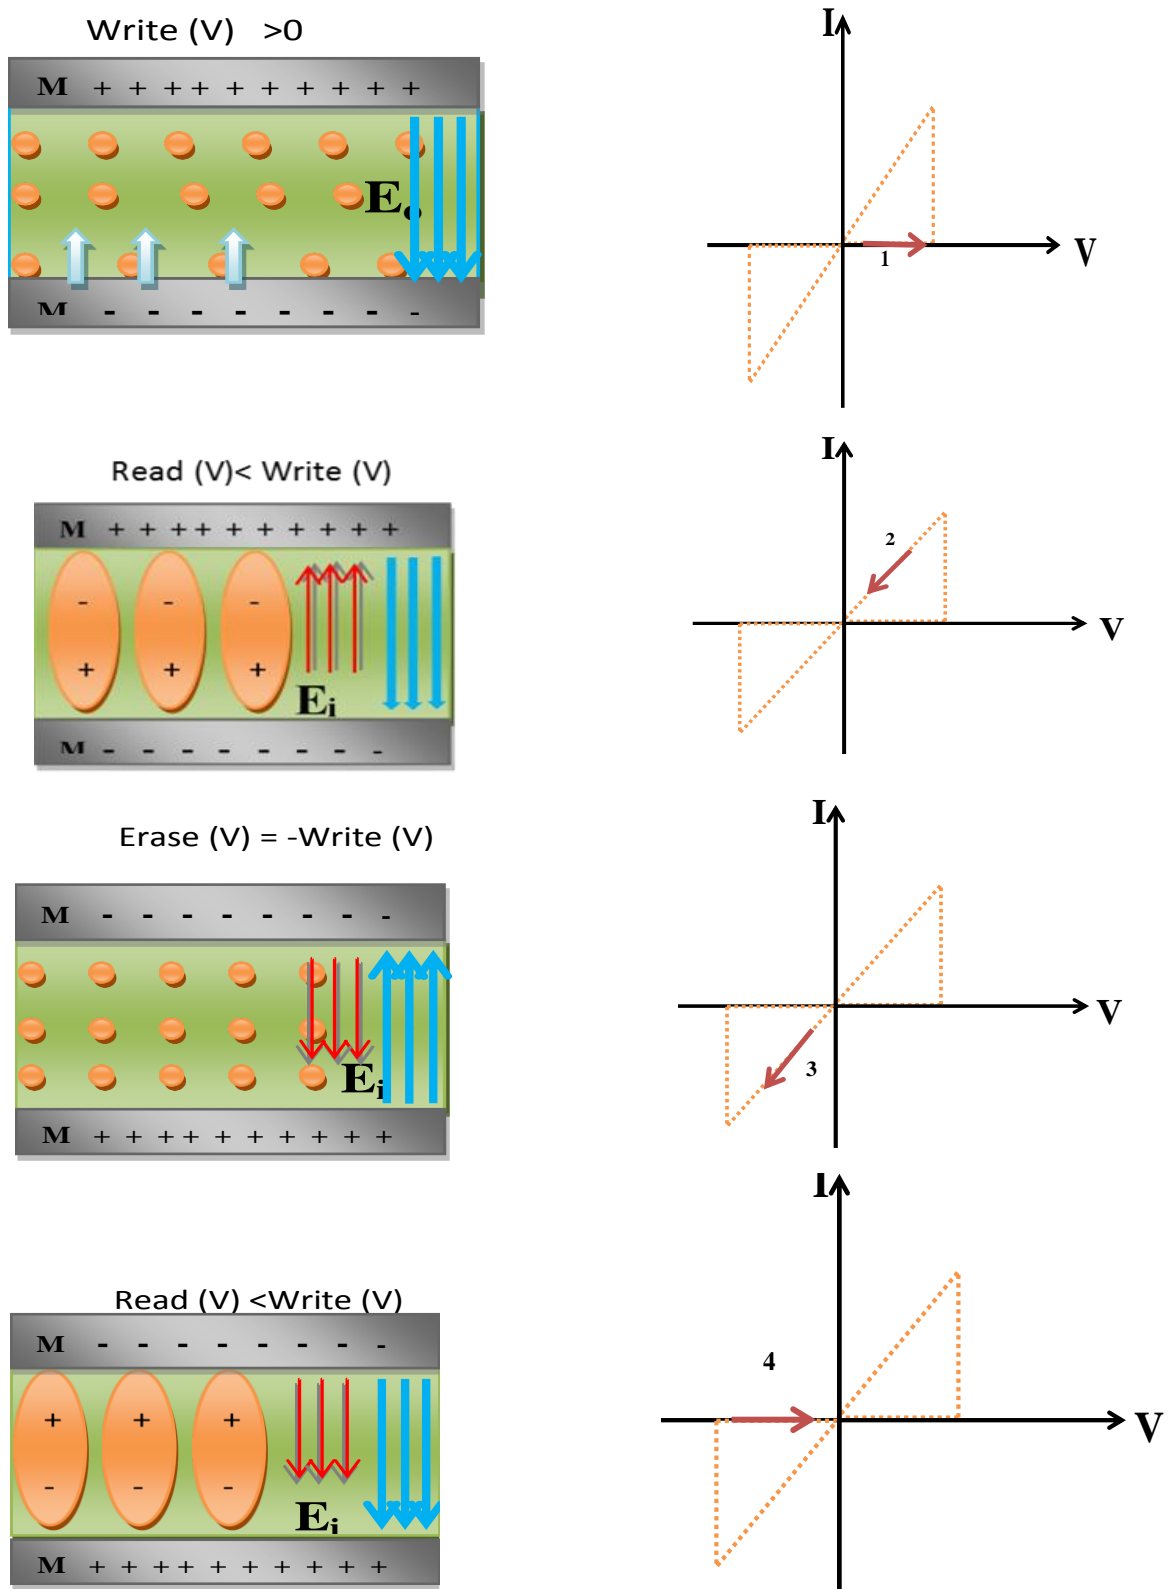 Write (V) >0
M + + + + + + + + + +
E
M - - - - - - - -  -
I
V
1
Read (V)< Write (V)
M + + + + + + + + + +
- - -
+ + +
Ei
M - - - - - - - -
I
V
2
Erase (V) = -Write (V)
M - - - - - - - -
Ei
M + + + + + + + + + +
I
V
3
Read (V) <Write (V)
M - - - - - - - -
+ + +
- - -
Ei
M + + + + + + + + + +
I
4
V